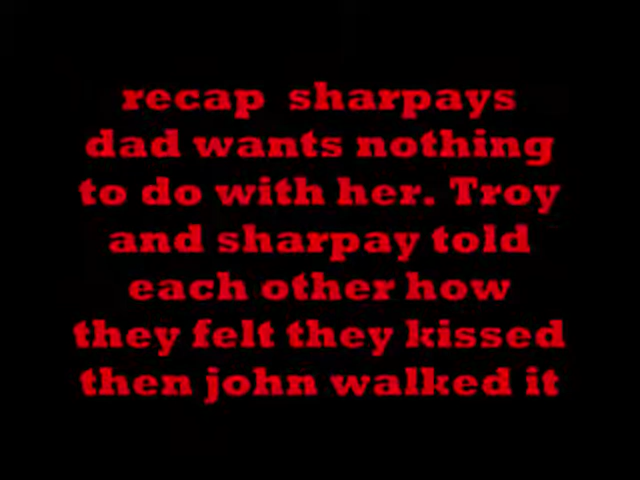 recap sharpays
dad wants nothing
to do with her. Troy
and sharpay told
each other how
they felt they kissed
then john walked it